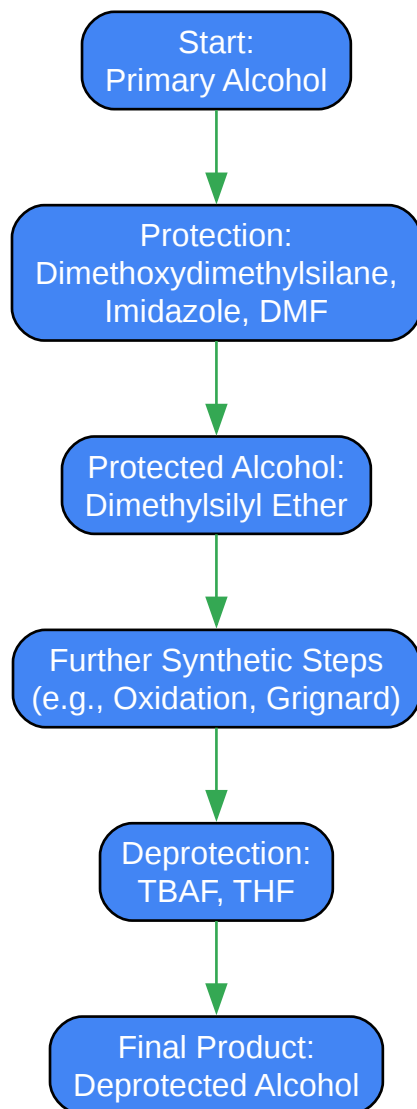 Start:
Primary Alcohol
Protection:
Dimethoxydimethylsilane,
Imidazole, DMF
Protected Alcohol:
Dimethylsilyl Ether
Further Synthetic Steps
(e.g., Oxidation, Grignard)
Deprotection:
TBAF, THF
Final Product:
Deprotected Alcohol